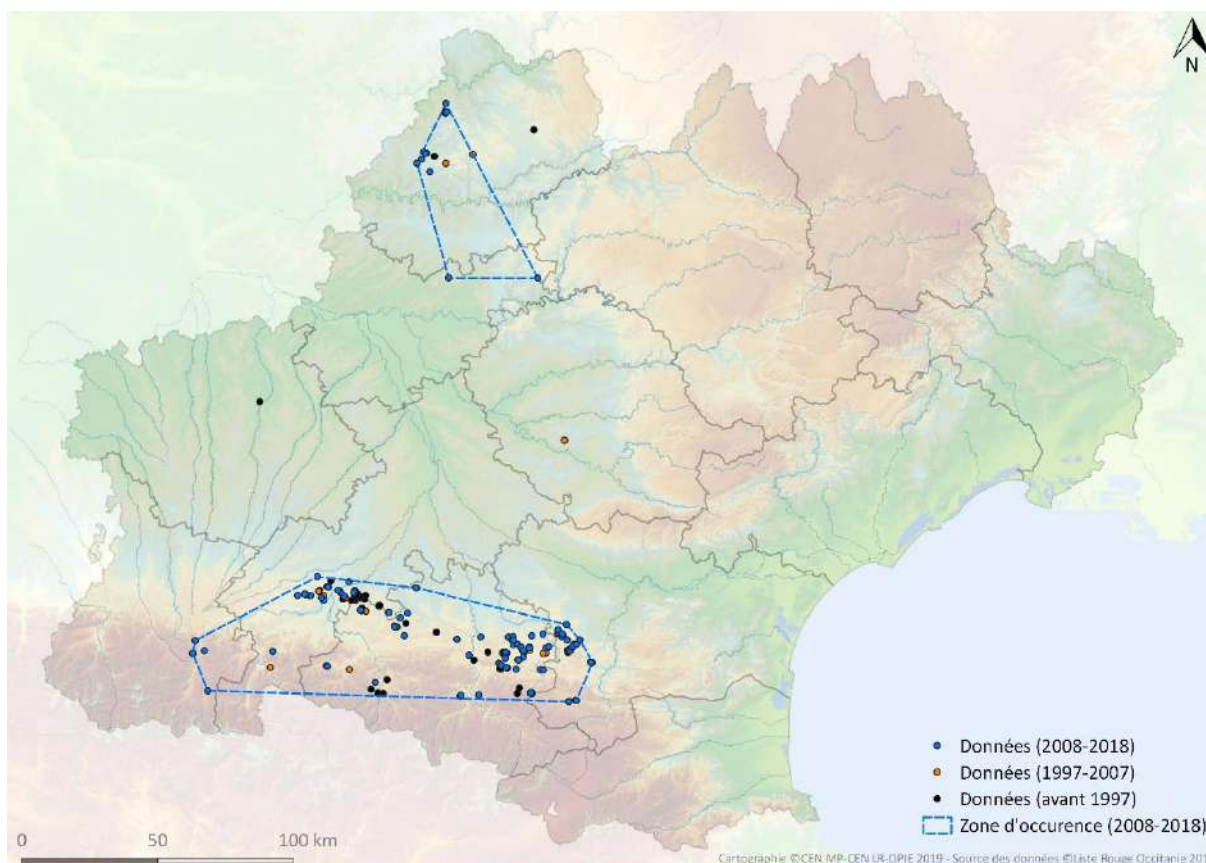 N
Données (2008-2018)
Données (1997-2007)
Données (avant 1997)
Zone d'occurence (2008-2018)
0 50 100 km
Cartographie ©CEN MP-CEN LR-OPIE 2019 - Source des données ©Liste Rouge Occitanie 201